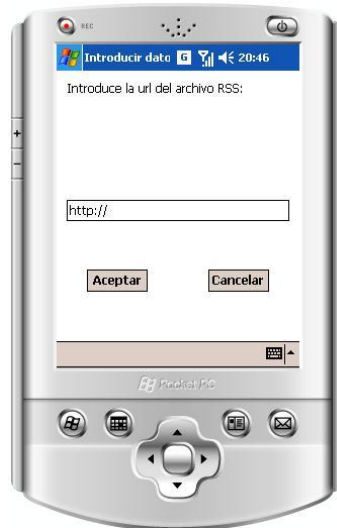 REC
Introducir dato G 20:46
Introduce la url del archivo RSS:
http://
Aceptar
Cancelar
Pocket PC